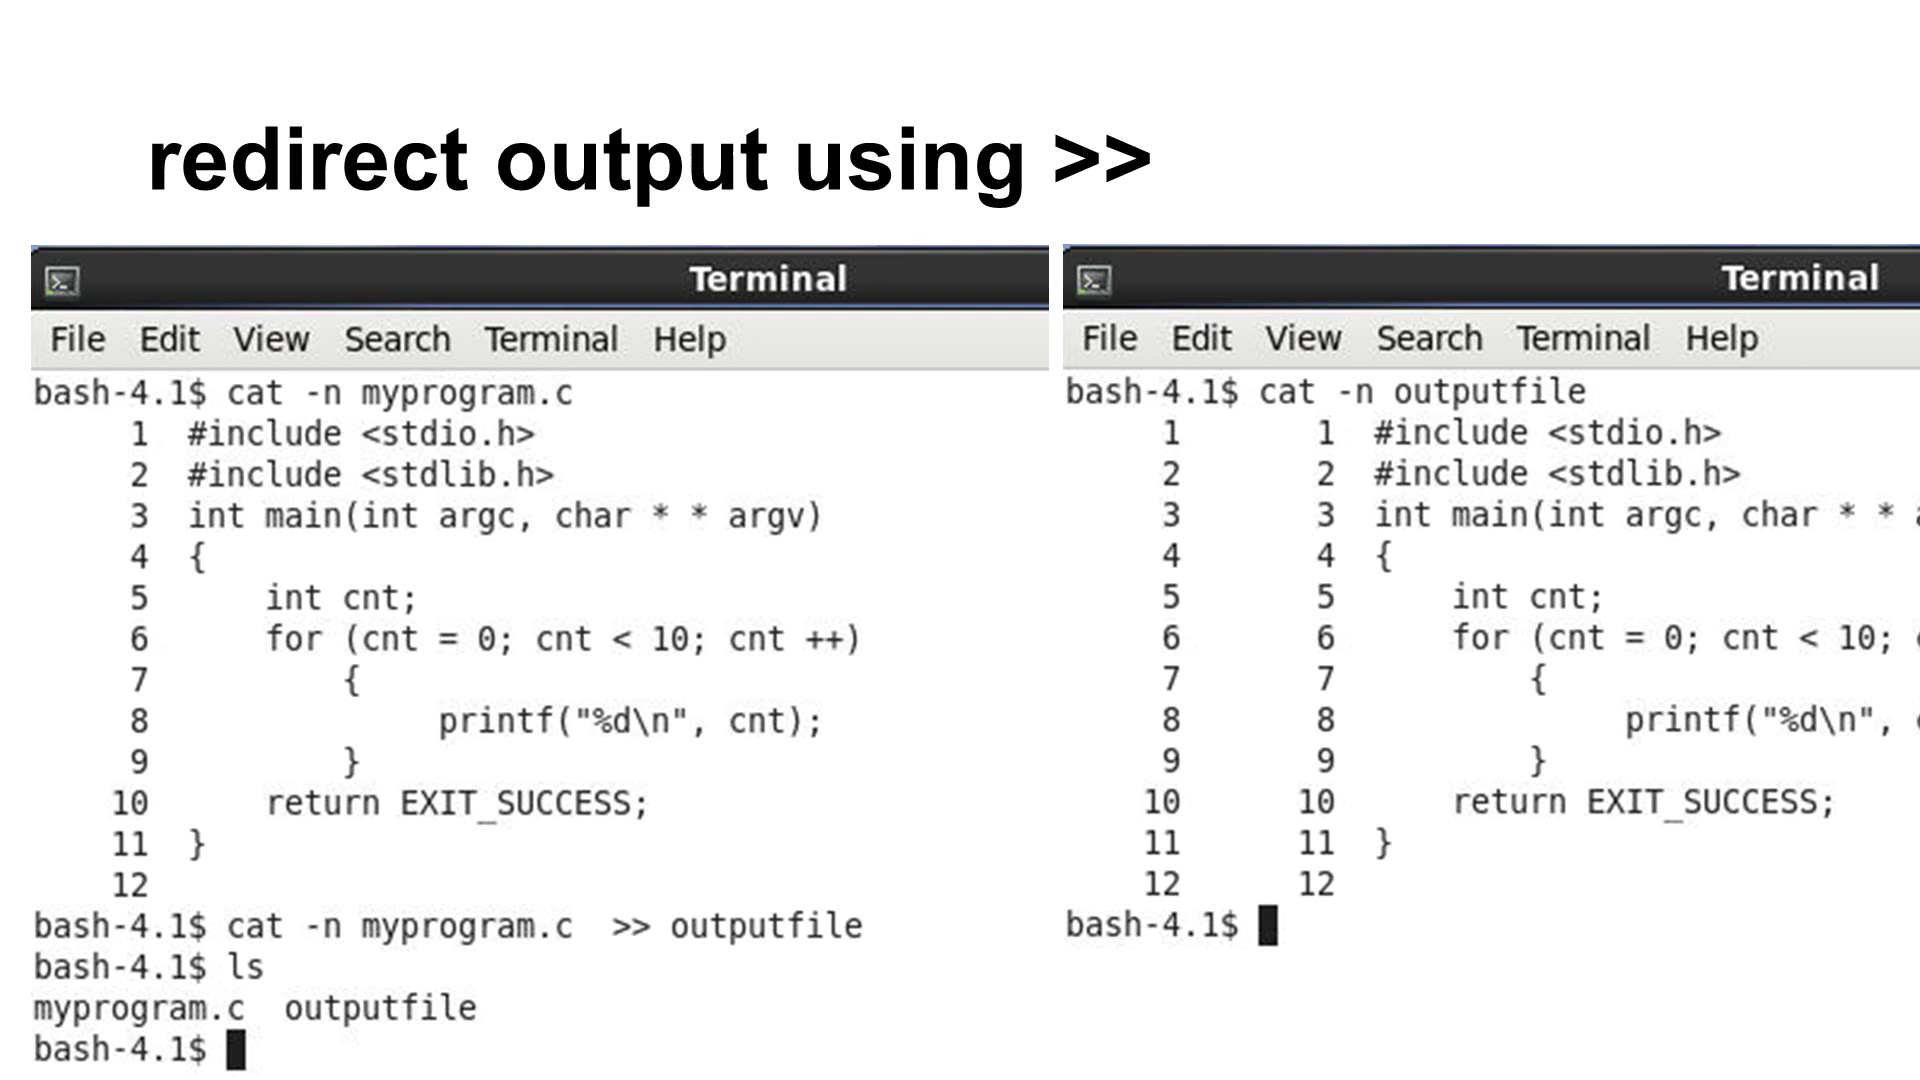 redirect output using >>
Terminal
File Edit View Search Terminal Help
bash-4.1$ cat -n myprogram.c
1 #include <stdio.h>
2 #include <stdlib.h>
3 int main(int argc, char * * argv)
4 {
5 int cnt;
6 for (cnt = 0; cnt < 10; cnt ++)
7 {
8 printf("%d\n", cnt);
9 }
10 return EXIT_SUCCESS;
11 }
12
bash-4.1$ cat -n myprogram.c >> outputfile
bash-4.1$ ls
myprogram.c outputfile
bash-4.1$
Terminal
File Edit View Search Terminal Help
bash-4.1$ cat -n outputfile
1 1 #include <stdio.h>
2 2 #include <stdlib.h>
3 3 int main(int argc, char * *
4 4 {
5 5 int cnt;
6 6 for (cnt = 0; cnt < 10;
7 7 {
8 8 printf("%d\n",
9 9 }
10 10 return EXIT_SUCCESS;
11 11 }
12 12
bash-4.1$